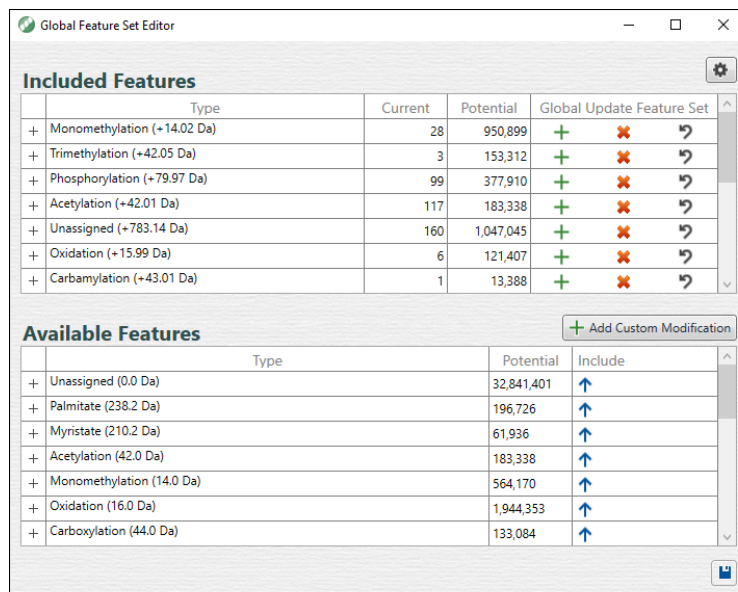 Global Feature Set Editor
Included Features
Type Current Potential Global Update Feature Set
Monomethylation (+14.02 Da) 28 950,899
Trimethylation (+42.05 Da) 3 153,312
Phosphorylation (+79.97 Da) 99 377,910
Acetylation (+42.01 Da) 117 183,338
Unassigned (+783.14 Da) 160 1,047,045
Oxidation (+15.99 Da) 6 121,407
Carbamylation (+43.01 Da) 1 13,388
Available Features
Add Custom Modification
Type Potential Include
Unassigned (0.0 Da) 32,841,401
Palmitate (238.2 Da) 196,726
Myristate (210.2 Da) 61,936
Acetylation (42.0 Da) 183,338
Monomethylation (14.0 Da) 564,170
Oxidation (16.0 Da) 1,944,353
Carboxylation (44.0 Da) 133,084